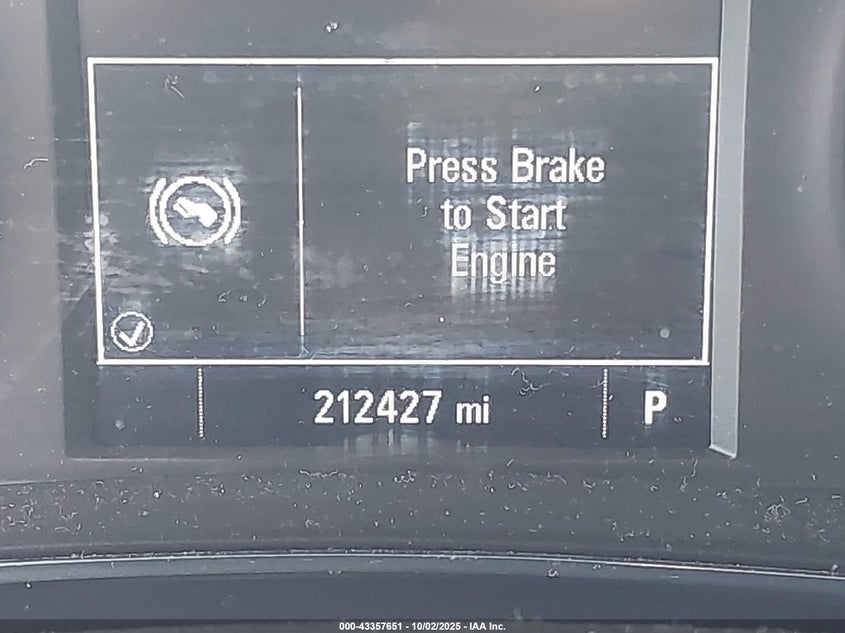 Press Brake
to Start
Engine
212427 mi
P
000-43357651 - 10/02/2025 - IAA Inc.